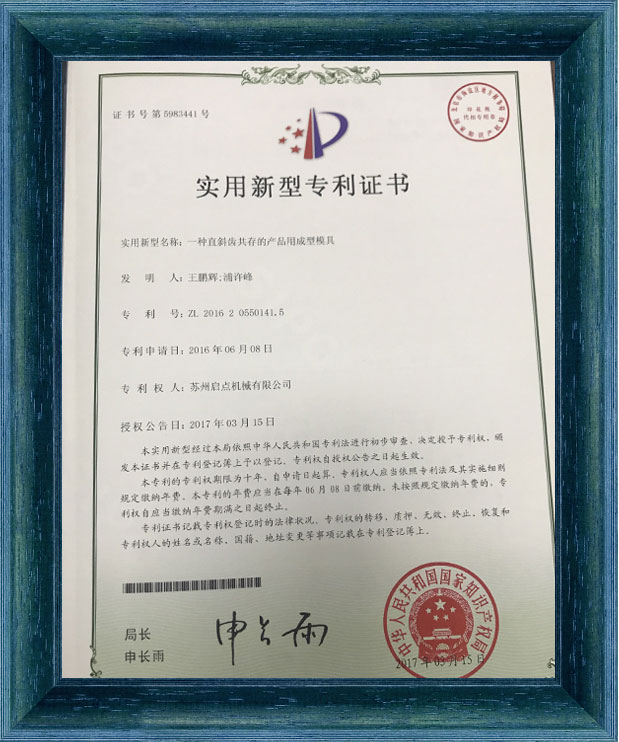 证书号第5983441号
实用新型专利证书
实用新型名称：一种直斜齿共存的产品用成型模具
发 明 人：王鹏辉;浦许峰
专 利 号：ZL 2016 2 0550141.5
专利申请日：2016年06月08日
专 利 权 人：苏州启点机械有限公司
授权公告日：2017年03月15日
本实用新型经过本局依照中华人民共和国专利法进行初步审查，决定授予专利权，颁
发本证书并在专利登记簿上予以登记。专利权自授权公告之日起生效。
本专利的专利权期限为十年，自申请日起算。专利权人应当依照专利法及其实施细则
规定缴纳年费。本专利的年费应当在每年06月08日前缴纳。未按照规定缴纳年费的，专
利权自应当缴纳年费期满之日起终止。
专利证书记载专利权登记时的法律状况。专利权的转移、质押、无效、终止、恢复和
专利权人的姓名或名称、国籍、地址变更等事项记载在专利登记簿上。
局长
申长雨
申长雨
中华人民共和国国家知识产权局
2017年03月15日